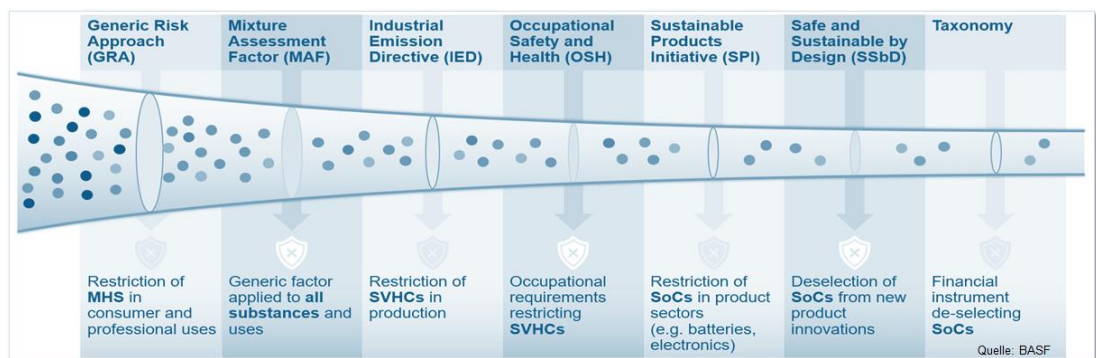 Generic Risk
Approach
(GRA)
Mixture
Assessment
Factor (MAF)
Industrial
Emission
Directive (IED)
Occupational
Safety and
Health (OSH)
Sustainable
Products
Initiative (SPI)
Safe and
Sustainable by
Design (SSbD)
Taxonomy
Restriction of
MHS in
consumer and
professional uses
Generic factor
applied to all
substances and
uses
Restriction of
SVHCs in
production
Occupational
requirements
restricting
SVHCs
Restriction of
SoCs in product
sectors
(e.g. batteries,
electronics)
Deselection of
SoCs from new
product
innovations
Financial
instrument
de-selecting
SoCs
Quelle: BASF